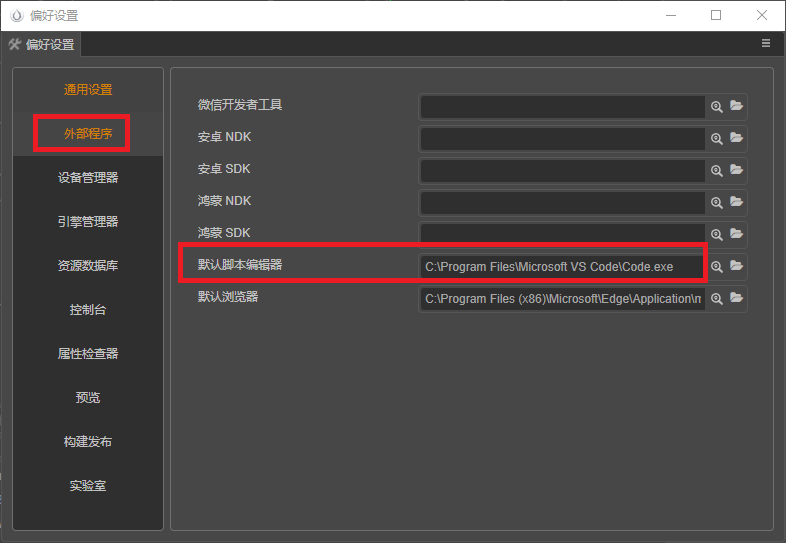 偏好设置
偏好设置
通用设置
外部程序
设备管理器
引擎管理器
资源数据库
控制台
属性检查器
预览
构建发布
实验室
微信开发者工具
安卓 NDK
安卓 SDK
鸿蒙 NDK
鸿蒙 SDK
默认脚本编辑器 C:\Program Files\Microsoft VS Code\Code.exe
默认浏览器 C:\Program Files (x86)\Microsoft\Edge\Application\m